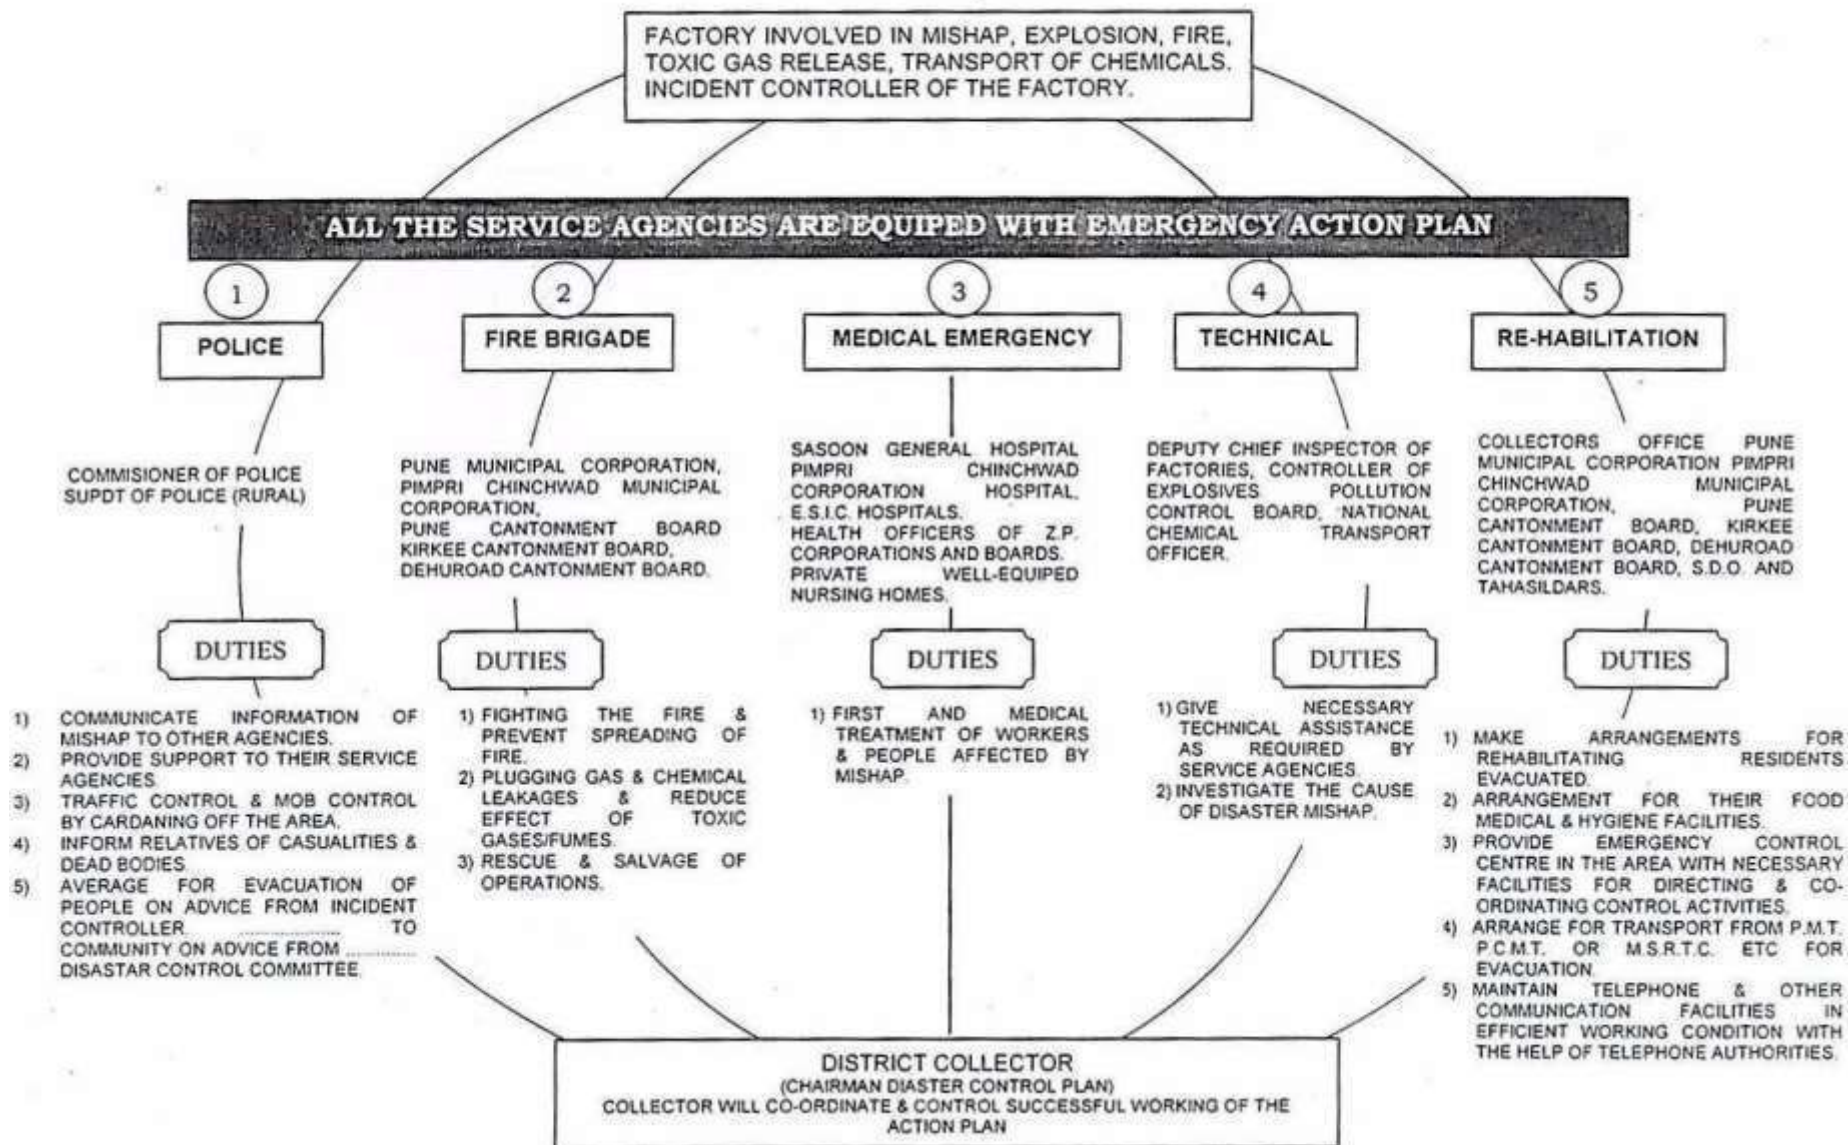 FACTORY INVOLVED IN MISHAP, EXPLOSION, FIRE,
TOXIC GAS RELEASE, TRANSPORT OF CHEMICALS.
INCIDENT CONTROLLER OF THE FACTORY.
ALL THE SERVICE AGENCIES ARE EQUIPED WITH EMERGENCY ACTION PLAN
1
POLICE
COMMISIONER OF POLICE
SUPDT OF POLICE (RURAL)
DUTIES
1) COMMUNICATE INFORMATION OF
MISHAP TO OTHER AGENCIES.
2) PROVIDE SUPPORT TO THEIR SERVICE
AGENCIES.
3) TRAFFIC CONTROL & MOB CONTROL
BY CARDANING OFF THE AREA.
4) INFORM RELATIVES OF CASUALITIES &
DEAD BODIES.
5) AVERAGE FOR EVACUATION OF
PEOPLE ON ADVICE FROM INCIDENT
CONTROLLER. .................... TO
COMMUNITY ON ADVICE FROM ..............
DISASTAR CONTROL COMMITTEE.
2
FIRE BRIGADE
PUNE MUNICIPAL CORPORATION,
PIMPRI CHINCHWAD MUNICIPAL
CORPORATION,
PUNE CANTONMENT BOARD
KIRKEE CANTONMENT BOARD,
DEHUROAD CANTONMENT BOARD.
DUTIES
1) FIGHTING THE FIRE &
PREVENT SPREADING OF
FIRE.
2) PLUGGING GAS & CHEMICAL
LEAKAGES & REDUCE
EFFECT OF TOXIC
GASES/FUMES.
3) RESCUE & SALVAGE OF
OPERATIONS.
3
MEDICAL EMERGENCY
SASOON GENERAL HOSPITAL
PIMPRI CHINCHWAD
CORPORATION HOSPITAL,
E.S.I.C. HOSPITALS.
HEALTH OFFICERS OF Z.P.
CORPORATIONS AND BOARDS.
PRIVATE WELL-EQUIPED
NURSING HOMES.
DUTIES
1) FIRST AND MEDICAL
TREATMENT OF WORKERS
& PEOPLE AFFECTED BY
MISHAP.
4
TECHNICAL
DEPUTY CHIEF INSPECTOR OF
FACTORIES, CONTROLLER OF
EXPLOSIVES POLLUTION
CONTROL BOARD, NATIONAL
CHEMICAL TRANSPORT
OFFICER.
DUTIES
1) GIVE NECESSARY
TECHNICAL ASSISTANCE
AS REQUIRED BY
SERVICE AGENCIES.
2) INVESTIGATE THE CAUSE
OF DISASTER MISHAP.
5
RE-HABILITATION
COLLECTORS OFFICE PUNE
MUNICIPAL CORPORATION PIMPRI
CHINCHWAD MUNICIPAL
CORPORATION, PUNE
CANTONMENT BOARD, KIRKEE
CANTONMENT BOARD, DEHUROAD
CANTONMENT BOARD, S.D.O. AND
TAHASILDARS.
DUTIES
1) MAKE ARRANGEMENTS FOR
REHABILITATING RESIDENTS
EVACUATED.
2) ARRANGEMENT FOR THEIR FOOD
MEDICAL & HYGIENE FACILITIES.
3) PROVIDE EMERGENCY CONTROL
CENTRE IN THE AREA WITH NECESSARY
FACILITIES FOR DIRECTING & CO-
ORDINATING CONTROL ACTIVITIES.
4) ARRANGE FOR TRANSPORT FROM P.M.T.
P.C.M.T. OR M.S.R.T.C. ETC FOR
EVACUATION.
5) MAINTAIN TELEPHONE & OTHER
COMMUNICATION FACILITIES IN
EFFICIENT WORKING CONDITION WITH
THE HELP OF TELEPHONE AUTHORITIES.
DISTRICT COLLECTOR
(CHAIRMAN DIASTER CONTROL PLAN)
COLLECTOR WILL CO-ORDINATE & CONTROL SUCCESSFUL WORKING OF THE
ACTION PLAN